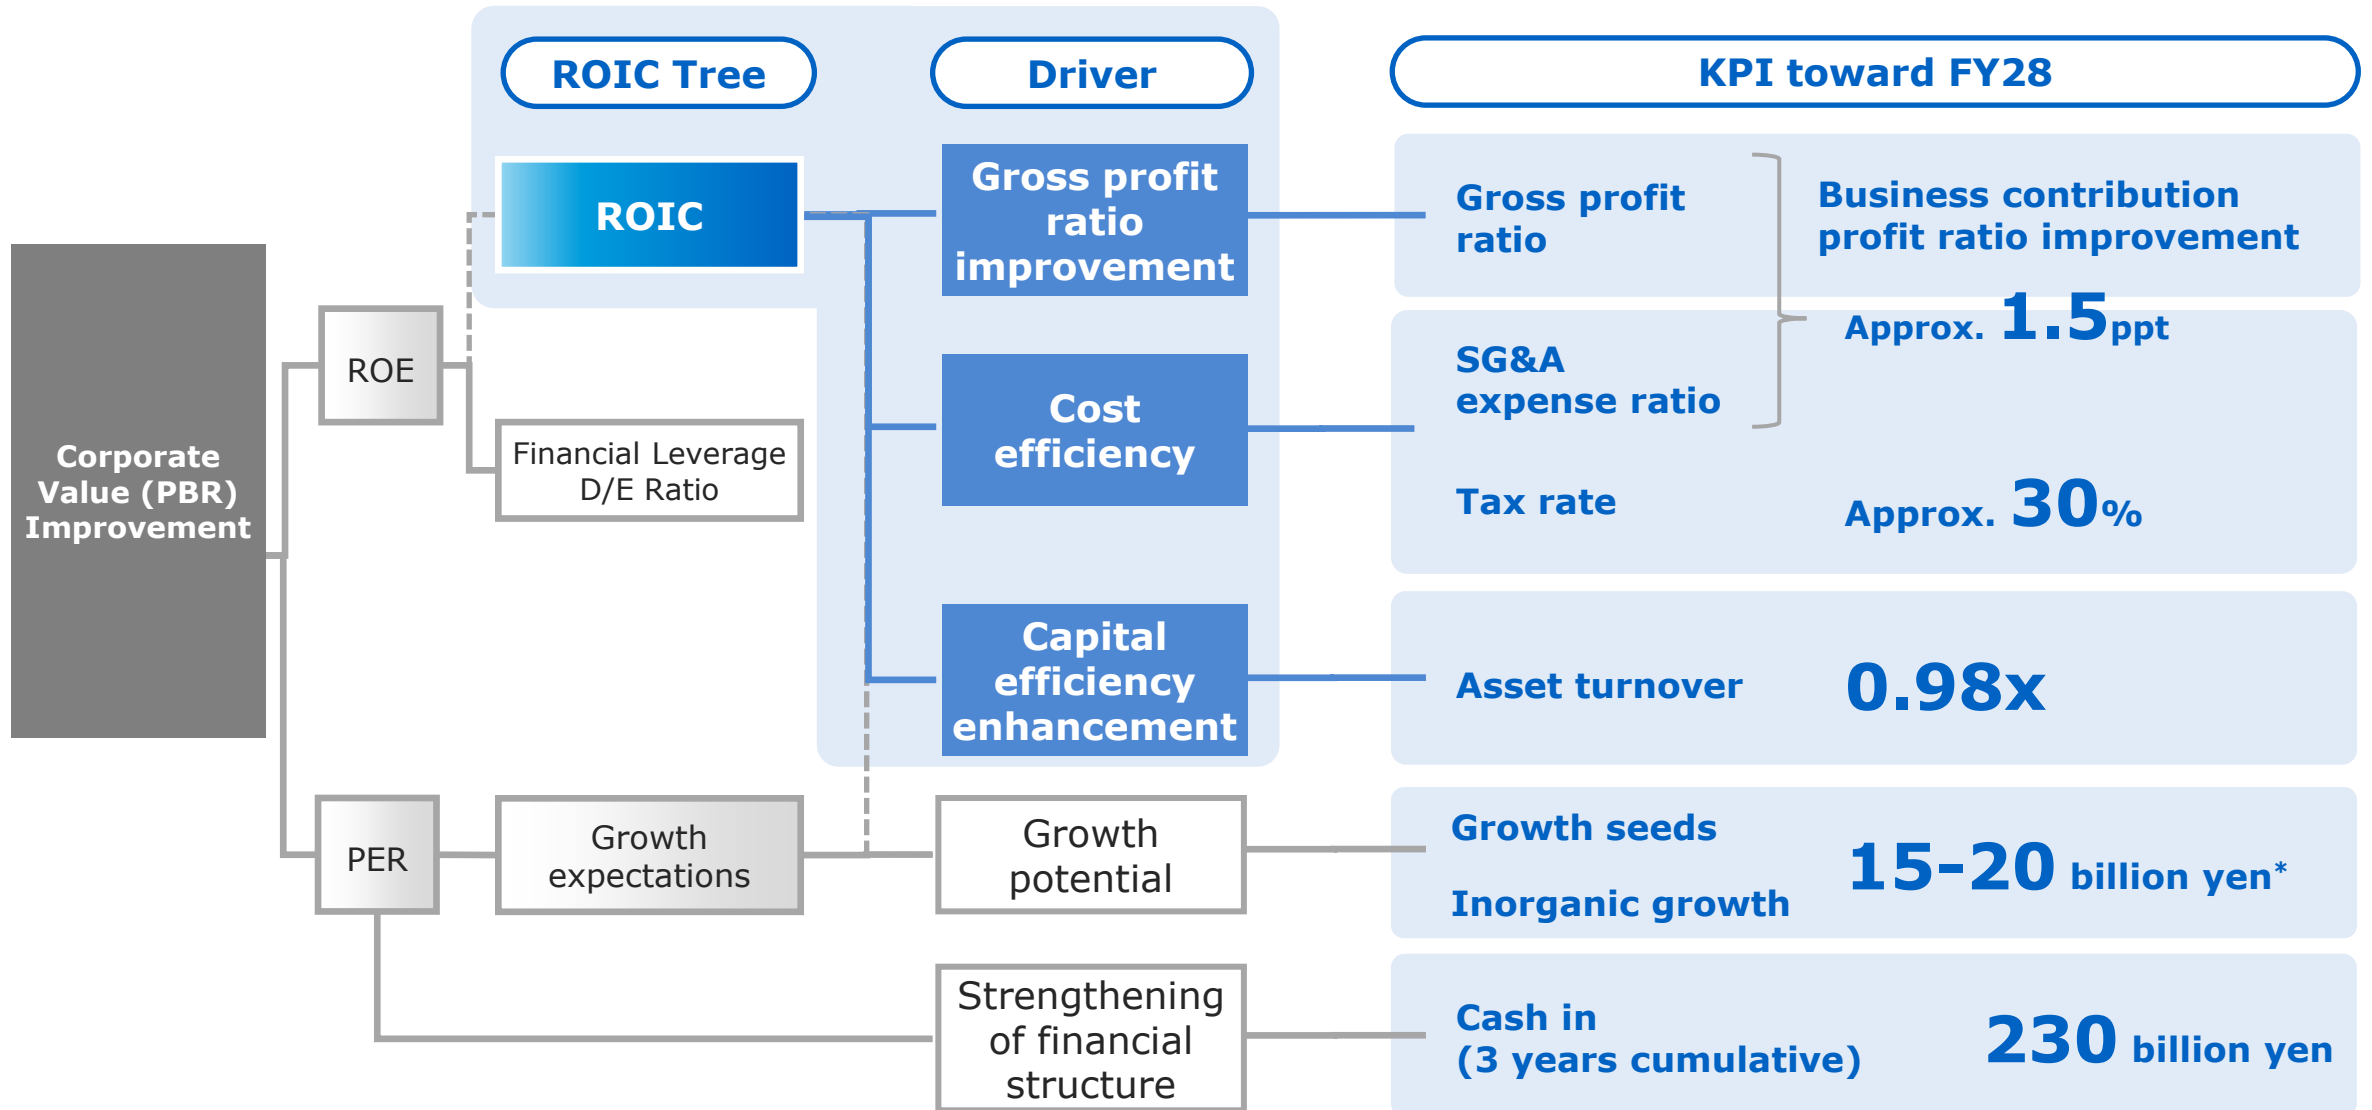 ROIC Tree
Driver
KPI toward FY28
Corporate
Value (PBR)
Improvement
ROE
PER
ROIC
Financial Leverage
D/E Ratio
Growth
expectations
Gross profit
ratio
improvement
Cost
efficiency
Capital
efficiency
enhancement
Growth
potential
Strengthening
of financial
structure
Gross profit
ratio
Business contribution
profit ratio improvement
Approx. 1.5ppt
SG&A
expense ratio
Tax rate
Approx. 30%
Asset turnover
0.98x
Growth seeds
Inorganic growth
15-20 billion yen*
Cash in
(3 years cumulative)
230 billion yen